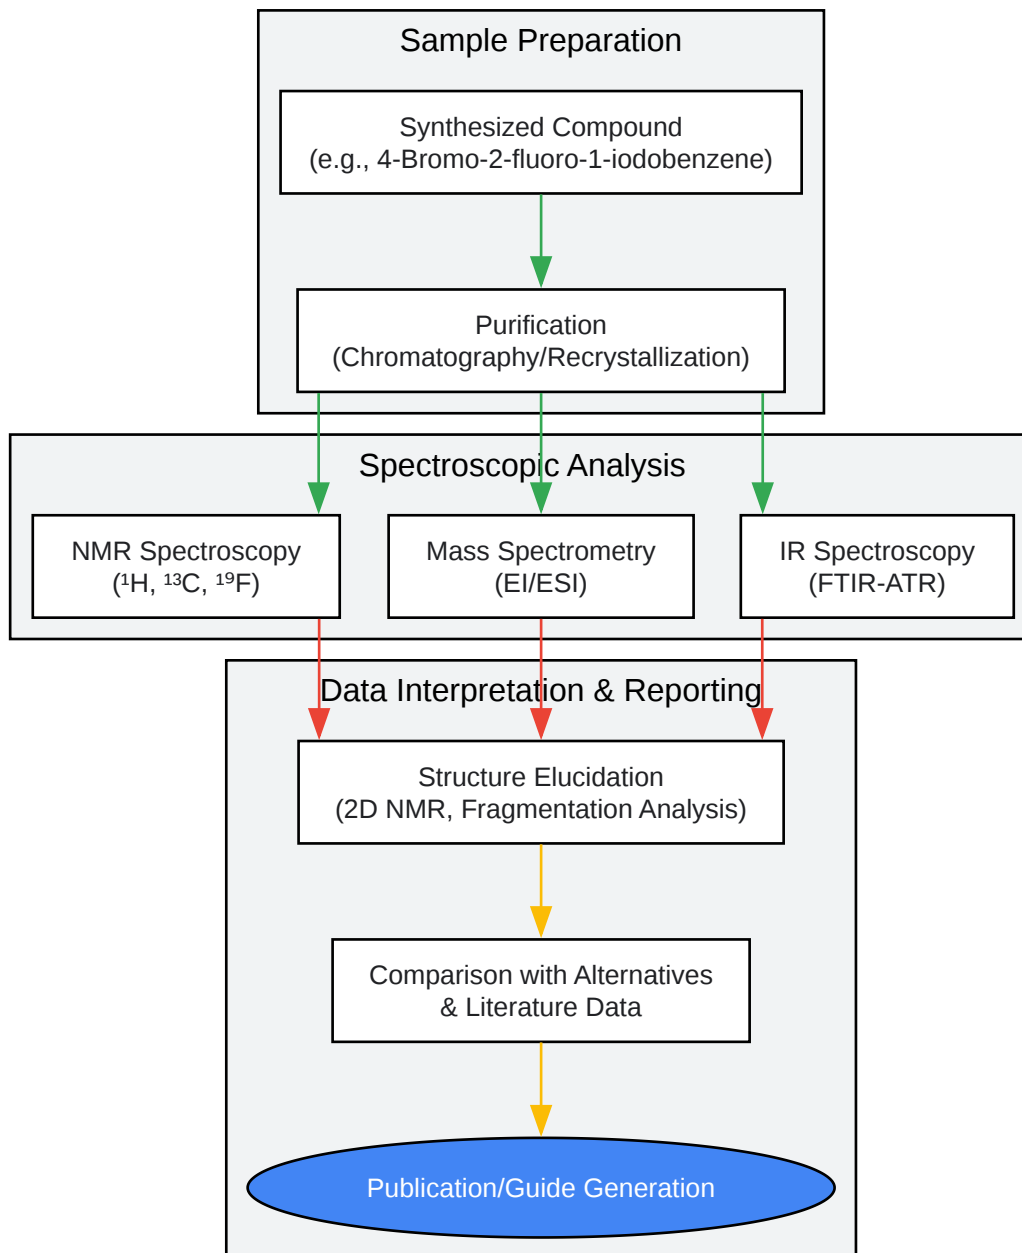 Sample Preparation
Synthesized Compound
(e.g., 4-Bromo-2-fluoro-1-iodobenzene)
Purification
(Chromatography/Recrystallization)
Spectroscopic Analysis
NMR Spectroscopy
(¹H, ¹³C, ¹⁹F)
Mass Spectrometry
(EI/ESI)
IR Spectroscopy
(FTIR-ATR)
Data Interpretation & Reporting
Structure Elucidation
(2D NMR, Fragmentation Analysis)
Comparison with Alternatives
& Literature Data
Publication/Guide Generation